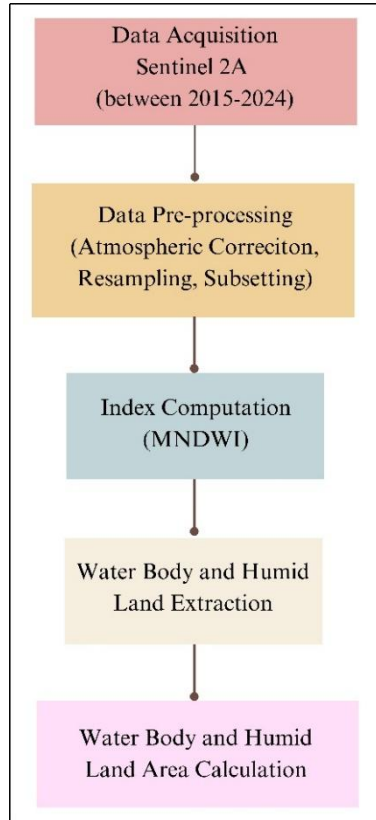 Data Acquisition
Sentinel 2A
(between 2015-2024)
Data Pre-processing
(Atmospheric Correciton,
Resampling, Subsetting)
Index Computation
(MNDWI)
Water Body and Humid
Land Extraction
Water Body and Humid
Land Area Calculation